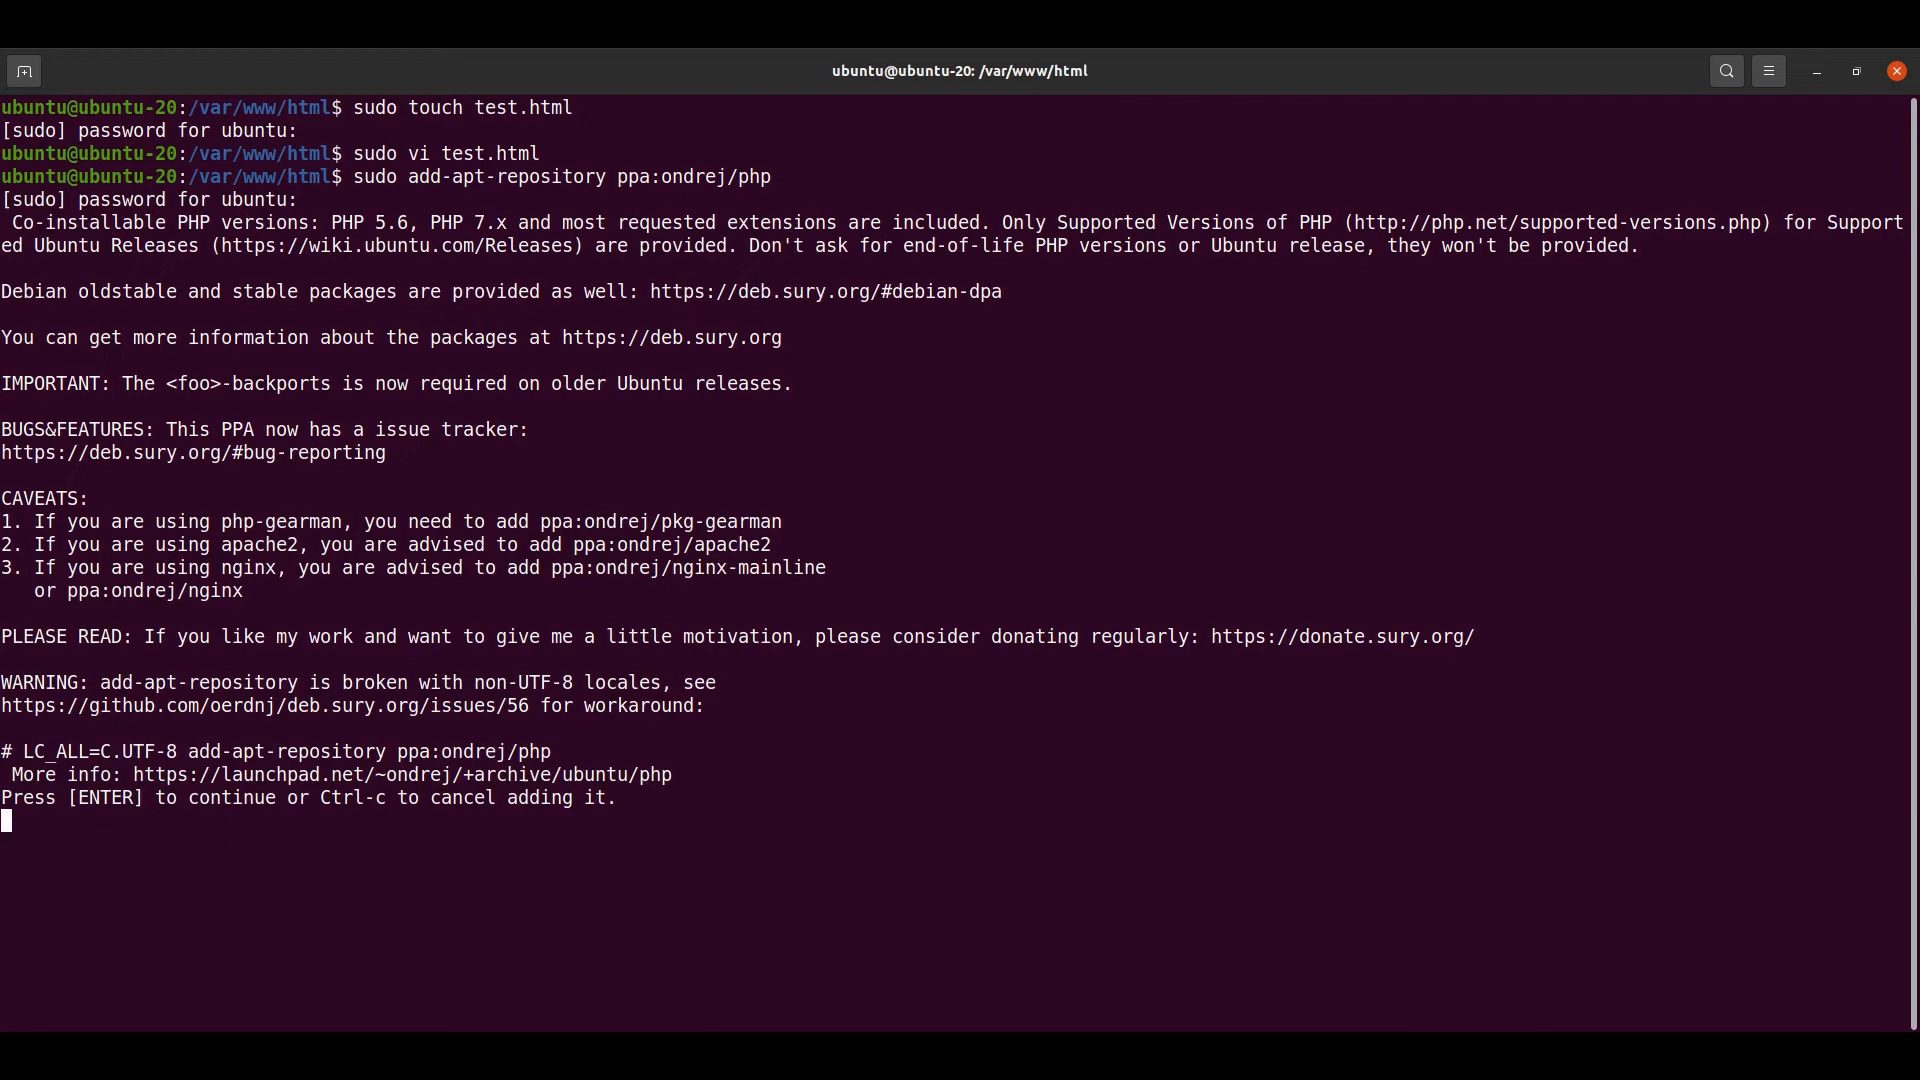 ubuntu@ubuntu-20: /var/www/html
ubuntu@ubuntu-20:/var/www/html$ sudo touch test.html
[sudo] password for ubuntu:
ubuntu@ubuntu-20:/var/www/html$ sudo vi test.html
ubuntu@ubuntu-20:/var/www/html$ sudo add-apt-repository ppa:ondrej/php
[sudo] password for ubuntu:
 Co-installable PHP versions: PHP 5.6, PHP 7.x and most requested extensions are included. Only Supported Versions of PHP (http://php.net/supported-versions.php) for Support
ed Ubuntu Releases (https://wiki.ubuntu.com/Releases) are provided. Don't ask for end-of-life PHP versions or Ubuntu release, they won't be provided.
Debian oldstable and stable packages are provided as well: https://deb.sury.org/#debian-dpa
You can get more information about the packages at https://deb.sury.org
IMPORTANT: The <foo>-backports is now required on older Ubuntu releases.
BUGS&FEATURES: This PPA now has a issue tracker:
https://deb.sury.org/#bug-reporting
CAVEATS:
1. If you are using php-gearman, you need to add ppa:ondrej/pkg-gearman
2. If you are using apache2, you are advised to add ppa:ondrej/apache2
3. If you are using nginx, you are advised to add ppa:ondrej/nginx-mainline
   or ppa:ondrej/nginx
PLEASE READ: If you like my work and want to give me a little motivation, please consider donating regularly: https://donate.sury.org/
WARNING: add-apt-repository is broken with non-UTF-8 locales, see
https://github.com/oerdnj/deb.sury.org/issues/56 for workaround:
# LC_ALL=C.UTF-8 add-apt-repository ppa:ondrej/php
 More info: https://launchpad.net/~ondrej/+archive/ubuntu/php
Press [ENTER] to continue or Ctrl-c to cancel adding it.